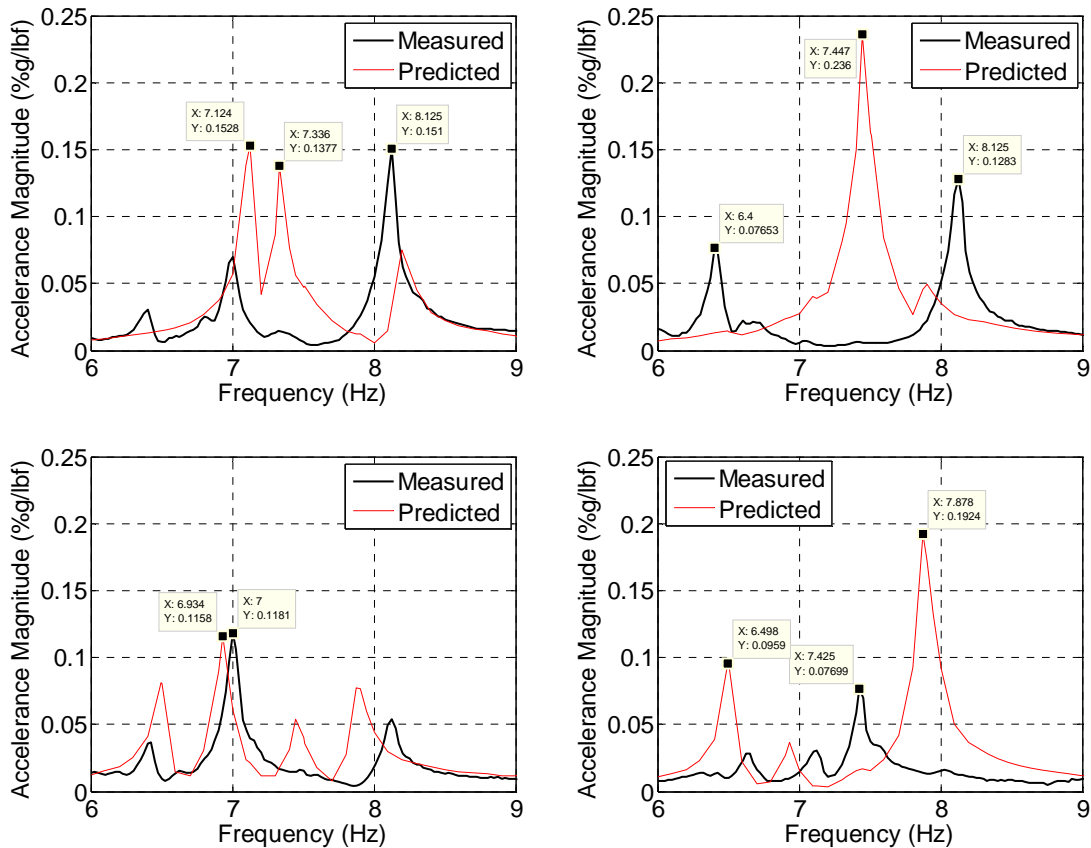 0.25
0.2
0.15
0.1
0.05
0
6
7
8
9
Accelerance Magnitude (%g/lbf)
Frequency (Hz)
Measured
Predicted
X: 7.124
Y: 0.1528
X: 7.336
Y: 0.1377
X: 8.125
Y: 0.151
0.25
0.2
0.15
0.1
0.05
0
6
7
8
9
Accelerance Magnitude (%g/lbf)
Frequency (Hz)
Measured
Predicted
X: 7.447
Y: 0.236
X: 8.125
Y: 0.1283
X: 6.4
Y: 0.07653
0.25
0.2
0.15
0.1
0.05
0
6
7
8
9
Accelerance Magnitude (%g/lbf)
Frequency (Hz)
Measured
Predicted
X: 6.934
Y: 0.1158
X: 7
Y: 0.1181
0.25
0.2
0.15
0.1
0.05
0
6
7
8
9
Accelerance Magnitude (%g/lbf)
Frequency (Hz)
Measured
Predicted
X: 7.878
Y: 0.1924
X: 6.498
Y: 0.0959
X: 7.425
Y: 0.07699